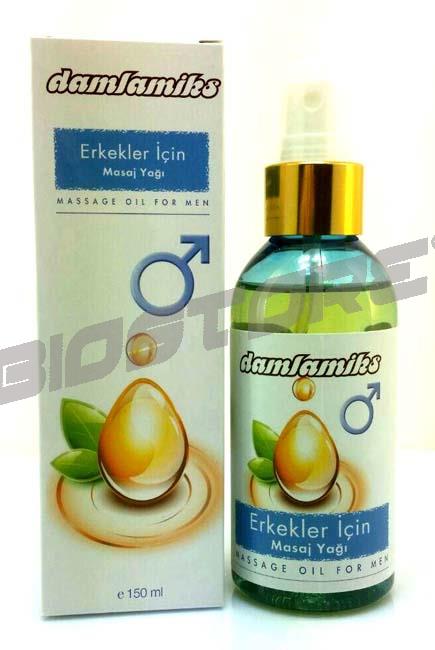 damlamiks
Erkekler İçin
Masaj Yağı
MASSAGE OIL FOR MEN
e 150 ml
damlamiks
Erkekler İçin
Masaj Yağı
MASSAGE OIL FOR MEN
BIOSTORE®